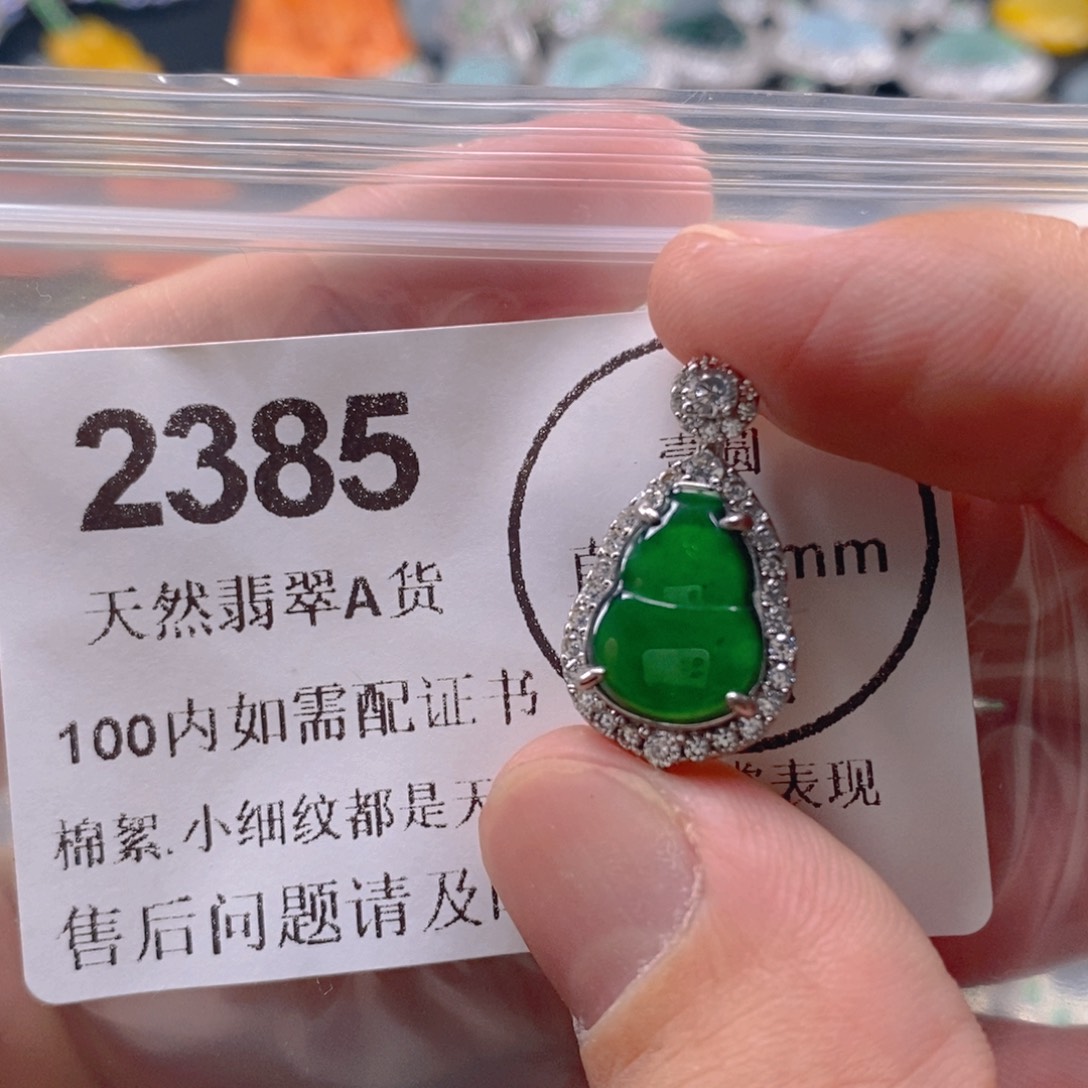 2385
天然翡翠A货
100内如需配证书
棉絮.小细纹都是天
表现
售后问题请及
圆
mm